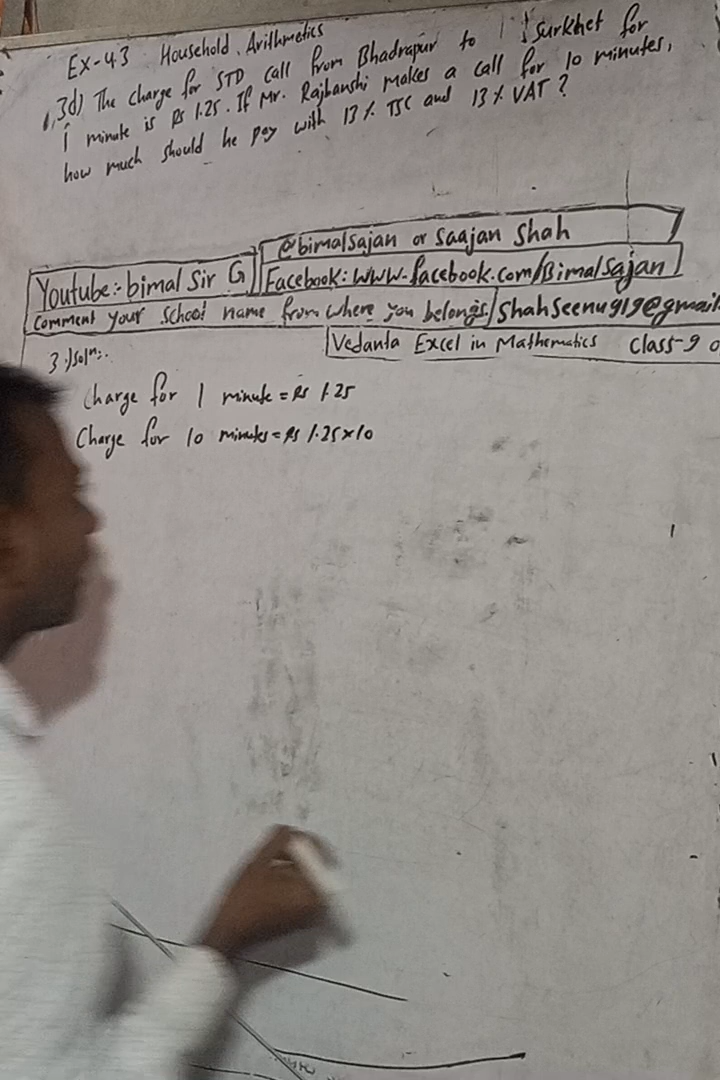 Ex-4.3 Household Arithmetics
3d) The charge for STD call from Bhadrapur to Surkhet for
1 minute is Rs 1.25. If Mr. Rajbanshi makes a call for 10 minutes,
how much should he pay with 13% TSC and 13% VAT?
@bimalsajan or Saajan Shah
Youtube:- bimal Sir G
Facebook: www.facebook.com/Bimalsajan
Comment your school name from where you belongs/
Shahseenu919@gmail
Vedanta Excel in Mathematics Class-9
3.)Solⁿ:.
Charge for 1 minute = Rs 1.25
Charge for 10 minutes = Rs 1.25×10